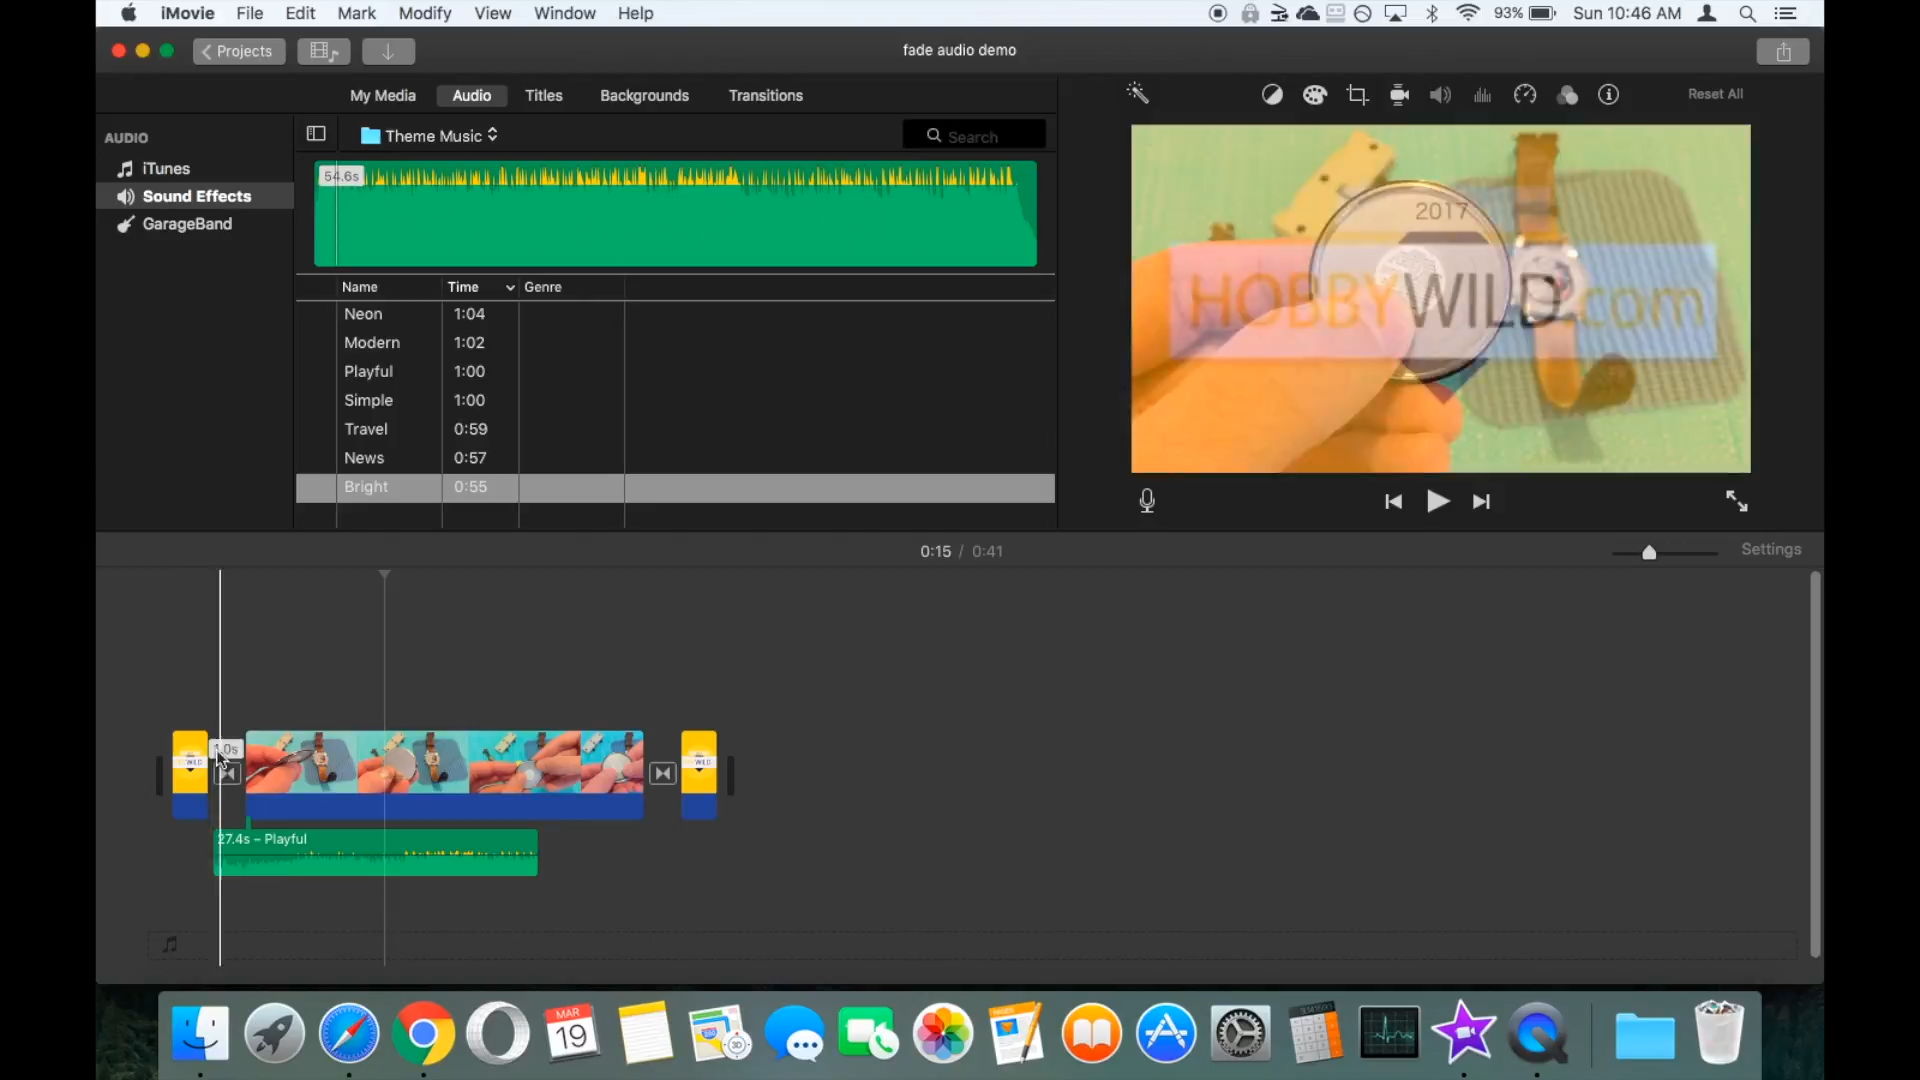 iMovie File Edit Mark Modify View Window Help 93% Sun 10:46 AM
Projects fade audio demo
My Media Audio Titles Backgrounds Transitions Reset All
AUDIO
iTunes
Sound Effects
GarageBand
Theme Music Search
54.6s
Name Time Genre
Neon 1:04
Modern 1:02
Playful 1:00
Simple 1:00
Travel 0:59
News 0:57
Bright 0:55
2017
HOBBYWILD.com
0:15 / 0:41 Settings
1.0s
WILD
WILD
27.4s – Playful
MAR
19
3D